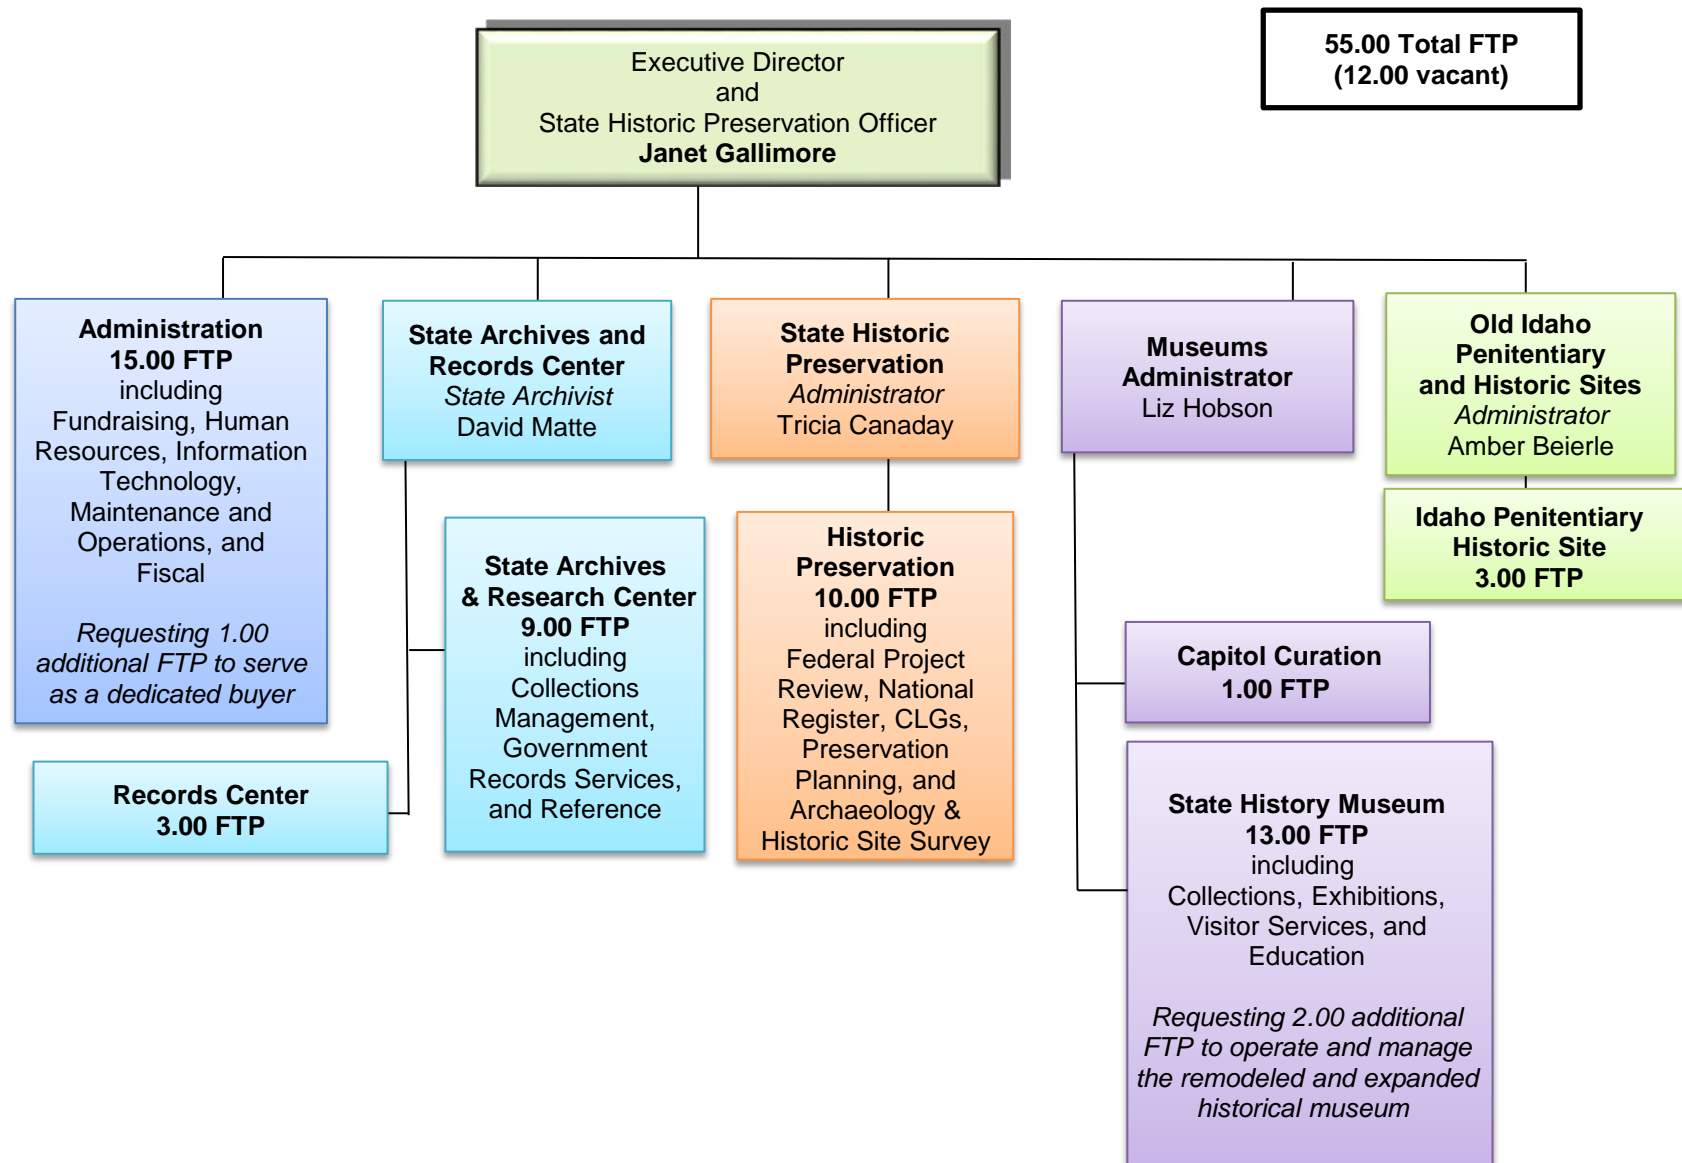 Executive Director
and
State Historic Preservation Officer
Janet Gallimore
55.00 Total FTP
(12.00 vacant)
Administration
15.00 FTP
including
Fundraising, Human
Resources, Information
Technology,
Maintenance and
Operations, and
Fiscal
Requesting 1.00
additional FTP to serve
as a dedicated buyer
State Archives and
Records Center
State Archivist
David Matte
State Archives
& Research Center
9.00 FTP
including
Collections
Management,
Government
Records Services,
and Reference
Records Center
3.00 FTP
State Historic
Preservation
Administrator
Tricia Canaday
Historic
Preservation
10.00 FTP
including
Federal Project
Review, National
Register, CLGs,
Preservation
Planning, and
Archaeology &
Historic Site Survey
Museums
Administrator
Liz Hobson
Capitol Curation
1.00 FTP
State History Museum
13.00 FTP
including
Collections, Exhibitions,
Visitor Services, and
Education
Requesting 2.00 additional
FTP to operate and manage
the remodeled and expanded
historical museum
Old Idaho
Penitentiary
and Historic Sites
Administrator
Amber Beierle
Idaho Penitentiary
Historic Site
3.00 FTP